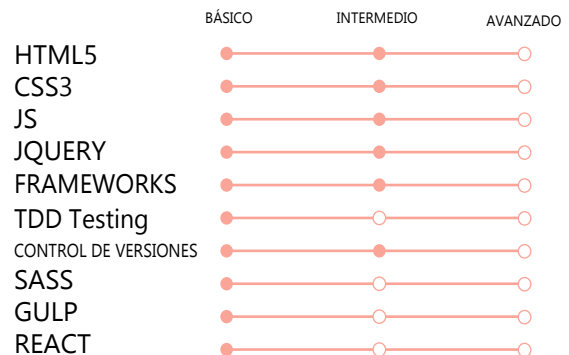 BÁSICO INTERMEDIO AVANZADO
HTML5
CSS3
JS
JQUERY
FRAMEWORKS
TDD Testing
CONTROL DE VERSIONES
SASS
GULP
REACT